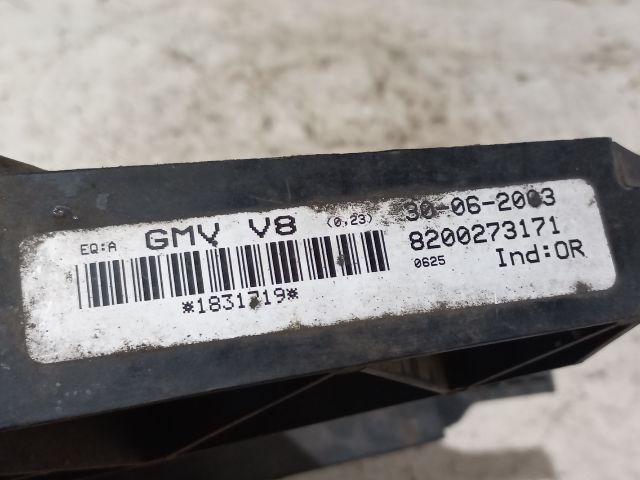 EQ:A GMV V8 (0,23) 30-06-2003
8200273171
0625 Ind:OR
*1831719*